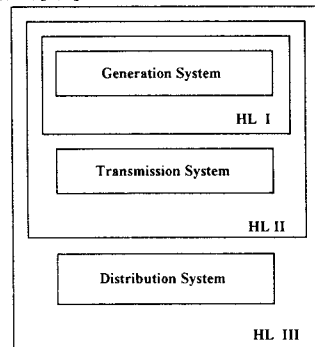 Generation System
HL I
Transmission System
HL II
Distribution System
HL III